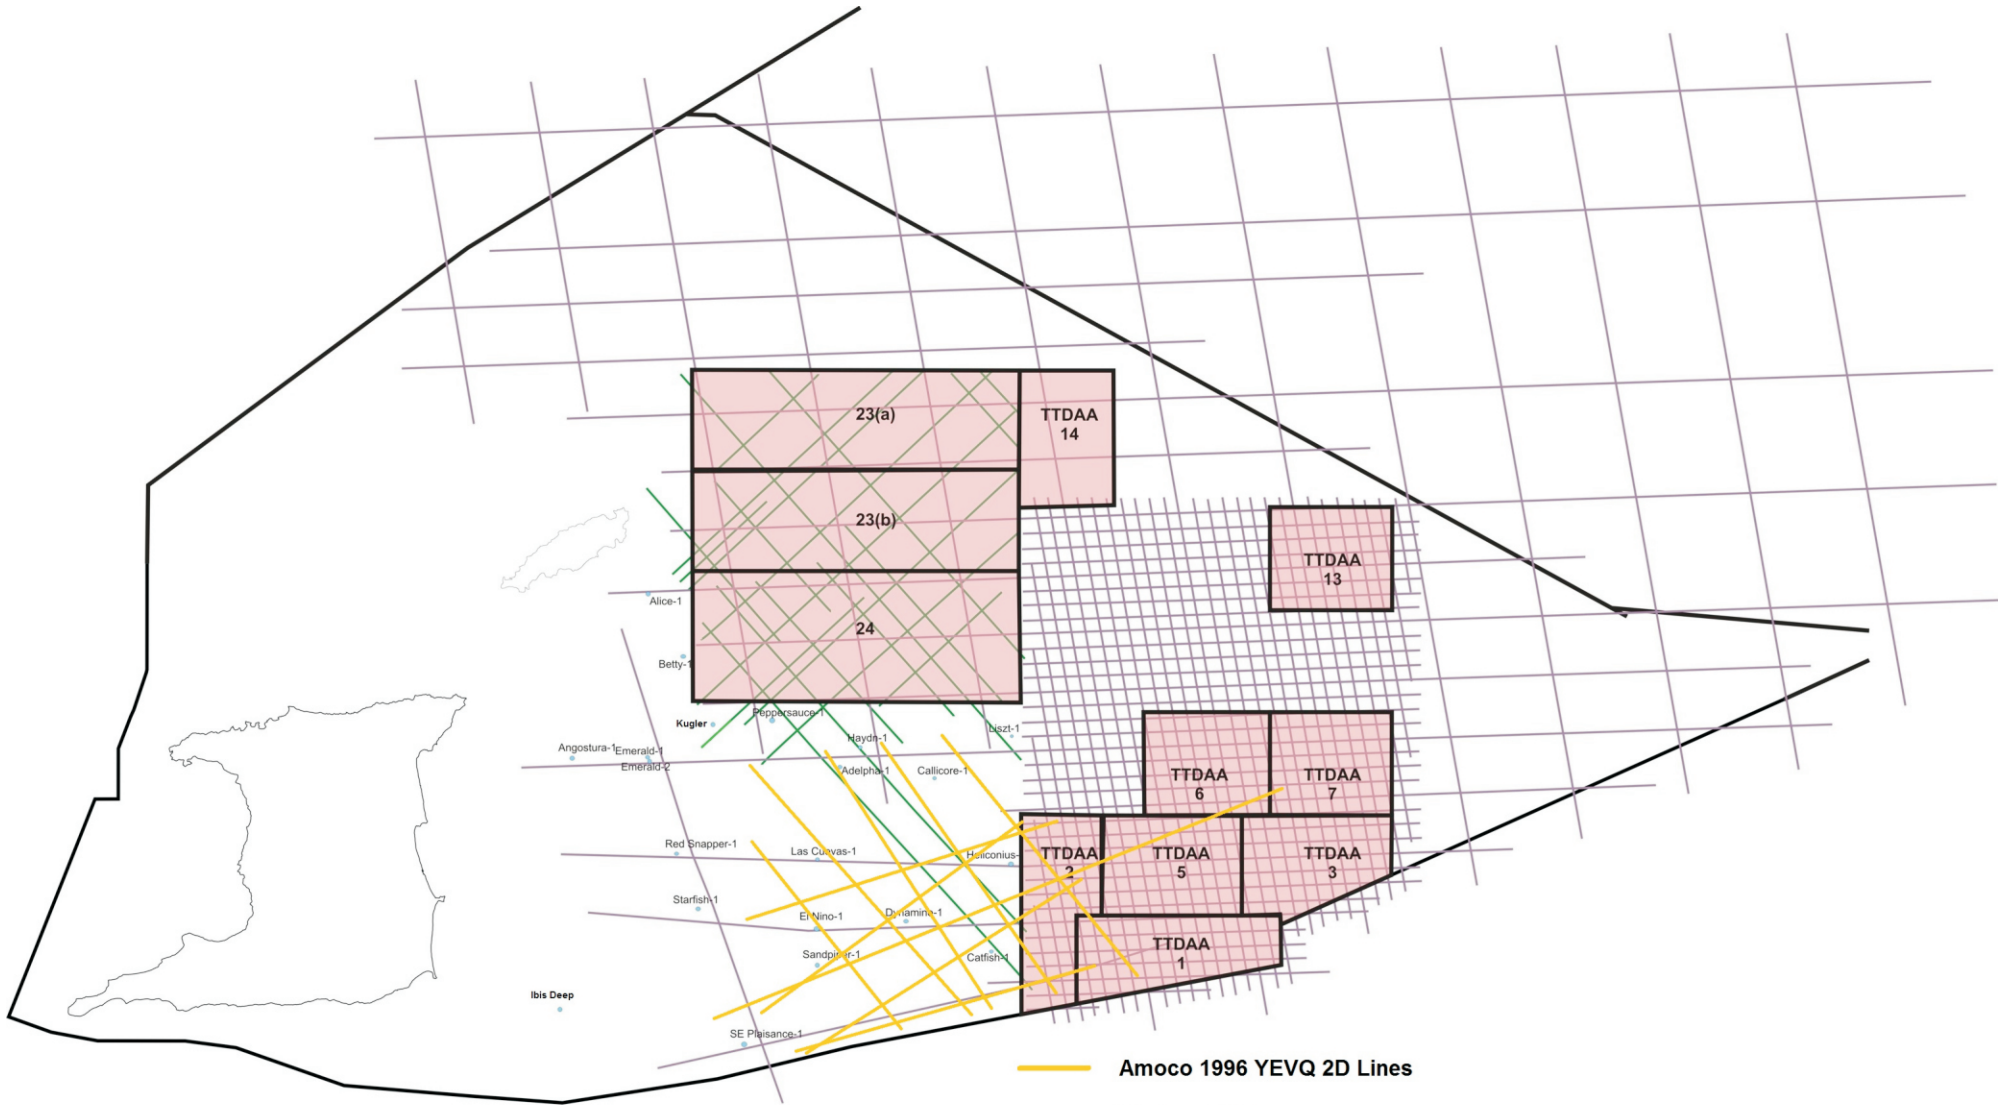 23(a)
TTDAA
14
23(b)
TTDAA
13
Alice-1
24
Betty-1
Peppersauce-1
Kugler
Liszt-1
Haydn-1
Angostura-1
Emerald-1
Emerald-2
Adelpha-1
Callicore-1
TTDAA
6
TTDAA
7
Red Snapper-1
Las Cuevas-1
Heliconius-
TTDAA
2
TTDAA
5
TTDAA
3
Starfish-1
El Nino-1
Dynamina-1
Sandpiper-1
Catfish-1
TTDAA
1
Ibis Deep
SE Plaisance-1
Amoco 1996 YEVQ 2D Lines